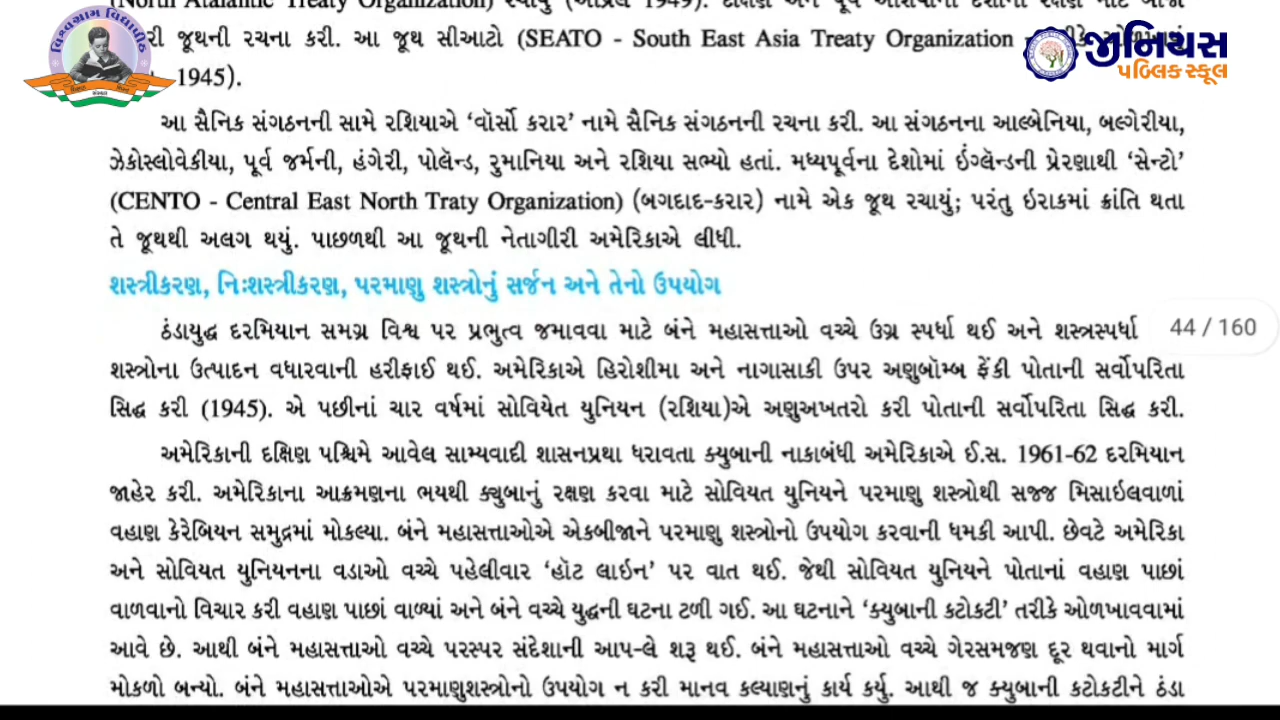 (North Atalantic Treaty Organization)
જૂથની રચના કરી. આ જૂથ સીઆટો (SEATO - South East Asia Treaty Organization -
1945).
આ સૈનિક સંગઠનની સામે રશિયાએ ‘વૉર્સો કરાર’ નામે સૈનિક સંગઠનની રચના કરી. આ સંગઠનના આલ્બેનિયા, બલ્ગેરીયા,
ઝેકોસ્લોવેકીયા, પૂર્વ જર્મની, હંગેરી, પોલૅન્ડ, રુમાનિયા અને રશિયા સભ્યો હતાં. મધ્યપૂર્વના દેશોમાં ઇંગ્લૅન્ડની પ્રેરણાથી ‘સેન્ટો’
(CENTO - Central East North Traty Organization) (બગદાદ-કરાર) નામે એક જૂથ રચાયું; પરંતુ ઇરાકમાં ક્રાંતિ થતા
તે જૂથથી અલગ થયું. પાછળથી આ જૂથની નેતાગીરી અમેરિકાએ લીધી.
શસ્ત્રીકરણ, નિઃશસ્ત્રીકરણ, પરમાણુ શસ્ત્રોનું સર્જન અને તેનો ઉપયોગ
ઠંડાયુદ્ધ દરમિયાન સમગ્ર વિશ્વ પર પ્રભુત્વ જમાવવા માટે બંને મહાસત્તાઓ વચ્ચે ઉગ્ર સ્પર્ધા થઈ અને શસ્ત્રસ્પર્ધા
શસ્ત્રોના ઉત્પાદન વધારવાની હરીફાઈ થઈ. અમેરિકાએ હિરોશીમા અને નાગાસાકી ઉપર અણુબૉમ્બ ફેંકી પોતાની સર્વોપરિતા
સિદ્ધ કરી (1945). એ પછીનાં ચાર વર્ષમાં સોવિયેત યુનિયન (રશિયા)એ અણુઅખતરો કરી પોતાની સર્વોપરિતા સિદ્ધ કરી.
અમેરિકાની દક્ષિણ પશ્ચિમે આવેલ સામ્યવાદી શાસનપ્રથા ધરાવતા ક્યુબાની નાકાબંધી અમેરિકાએ ઈ.સ. 1961-62 દરમિયાન
જાહેર કરી. અમેરિકાના આક્રમણના ભયથી ક્યુબાનું રક્ષણ કરવા માટે સોવિયત યુનિયને પરમાણુ શસ્ત્રોથી સજ્જ મિસાઇલવાળાં
વહાણ કેરેબિયન સમુદ્રમાં મોકલ્યા. બંને મહાસત્તાઓએ એકબીજાને પરમાણુ શસ્ત્રોનો ઉપયોગ કરવાની ધમકી આપી. છેવટે અમેરિકા
અને સોવિયત યુનિયનના વડાઓ વચ્ચે પહેલીવાર ‘હૉટ લાઇન’ પર વાત થઈ. જેથી સોવિયત યુનિયને પોતાનાં વહાણ પાછાં
વાળવાનો વિચાર કરી વહાણ પાછાં વાળ્યાં અને બંને વચ્ચે યુદ્ધની ઘટના ટળી ગઈ. આ ઘટનાને ‘ક્યુબાની કટોકટી’ તરીકે ઓળખાવવામાં
આવે છે. આથી બંને મહાસત્તાઓ વચ્ચે પરસ્પર સંદેશાની આપ-લે શરૂ થઈ. બંને મહાસત્તાઓ વચ્ચે ગેરસમજણ દૂર થવાનો માર્ગ
મોકળો બન્યો. બંને મહાસત્તાઓએ પરમાણુશસ્ત્રોનો ઉપયોગ ન કરી માનવ કલ્યાણનું કાર્ય કર્યુ. આથી જ ક્યુબાની કટોકટીને ઠંડા
વિશ્વગ્રામ વિદ્યાપીઠ
જીનિયસ
પબ્લિક સ્કૂલ
44 / 160